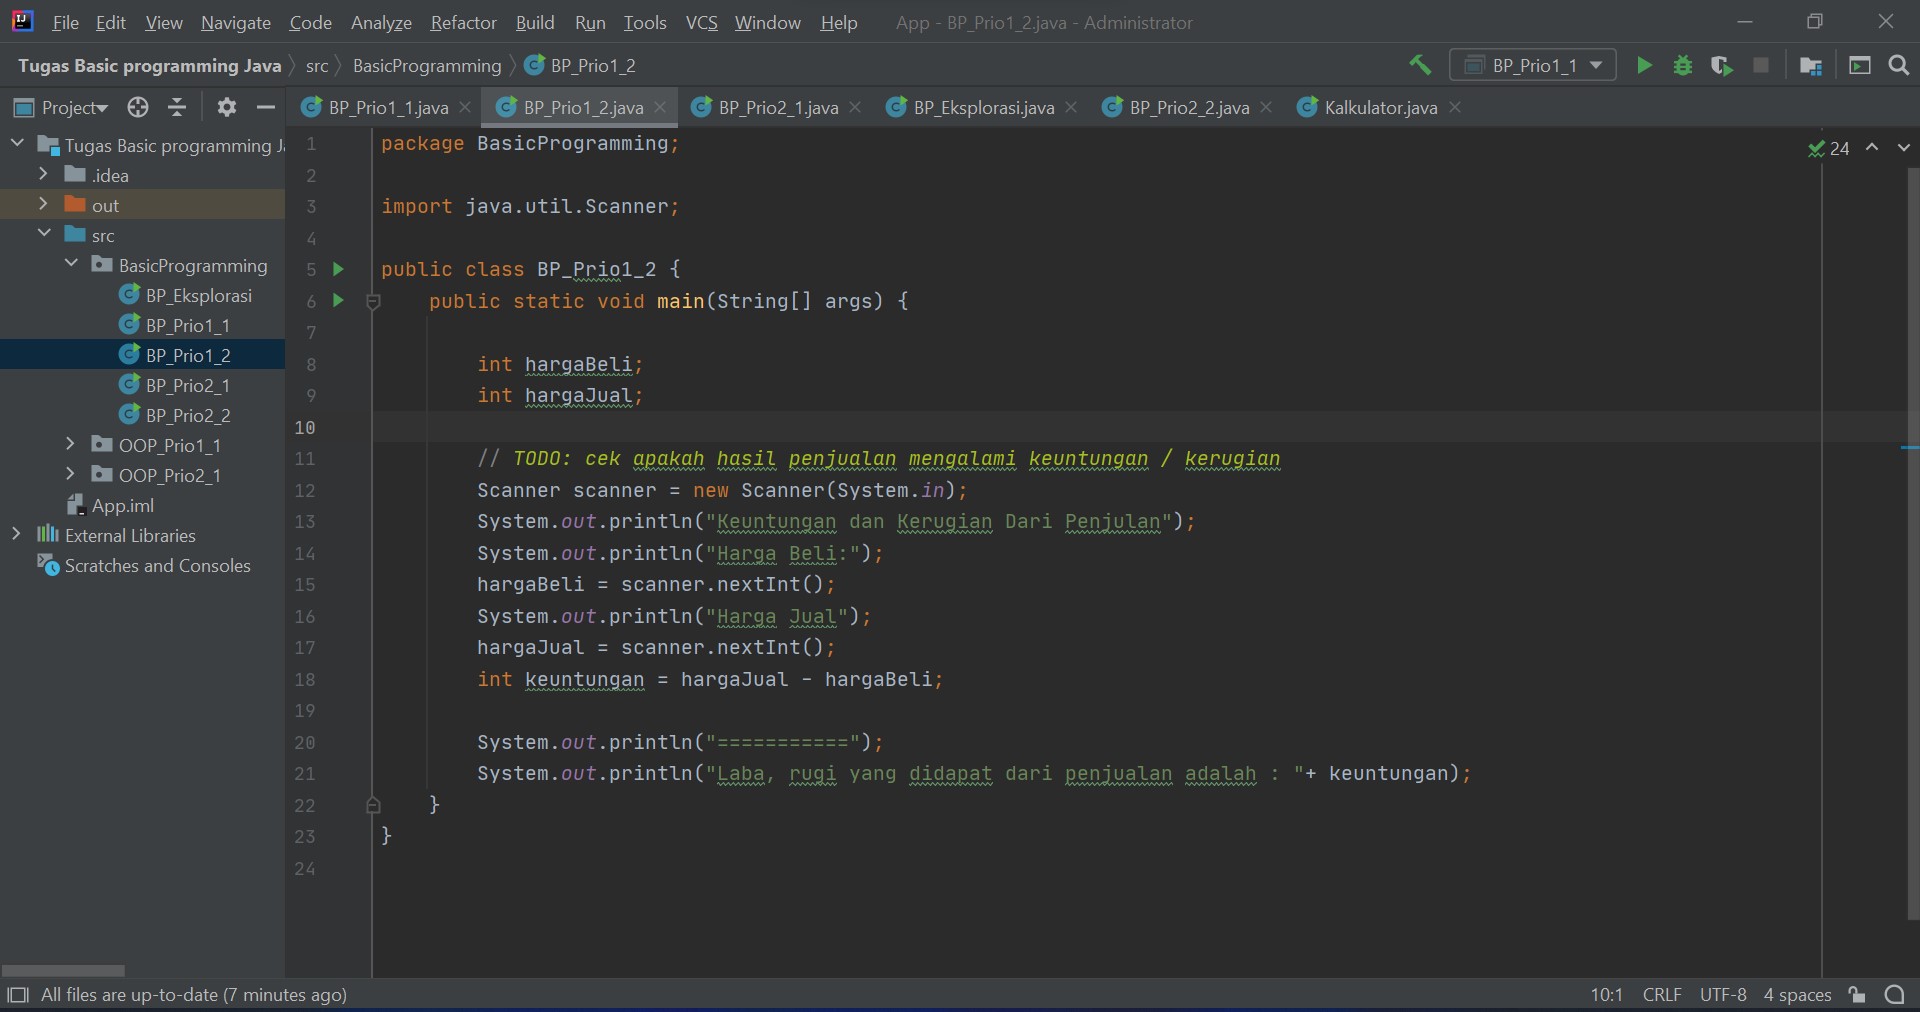 File Edit View Navigate Code Analyze Refactor Build Run Tools VCS Window Help App - BP_Prio1_2.java - Administrator
Tugas Basic programming Java src BasicProgramming BP_Prio1_2 BP_Prio1_1
Project BP_Prio1_1.java BP_Prio1_2.java BP_Prio2_1.java BP_Eksplorasi.java BP_Prio2_2.java Kalkulator.java
Tugas Basic programming J
.idea
out
src
BasicProgramming
BP_Eksplorasi
BP_Prio1_1
BP_Prio1_2
BP_Prio2_1
BP_Prio2_2
OOP_Prio1_1
OOP_Prio2_1
App.iml
External Libraries
Scratches and Consoles
24
1 package BasicProgramming;
2
3 import java.util.Scanner;
4
5 public class BP_Prio1_2 {
6     public static void main(String[] args) {
7
8         int hargaBeli;
9         int hargaJual;
10
11         // TODO: cek apakah hasil penjualan mengalami keuntungan / kerugian
12         Scanner scanner = new Scanner(System.in);
13         System.out.println("Keuntungan dan Kerugian Dari Penjulan");
14         System.out.println("Harga Beli:");
15         hargaBeli = scanner.nextInt();
16         System.out.println("Harga Jual");
17         hargaJual = scanner.nextInt();
18         int keuntungan = hargaJual - hargaBeli;
19
20         System.out.println("===========");
21         System.out.println("Laba, rugi yang didapat dari penjualan adalah : "+ keuntungan);
22     }
23 }
24
All files are up-to-date (7 minutes ago) 10:1 CRLF UTF-8 4 spaces